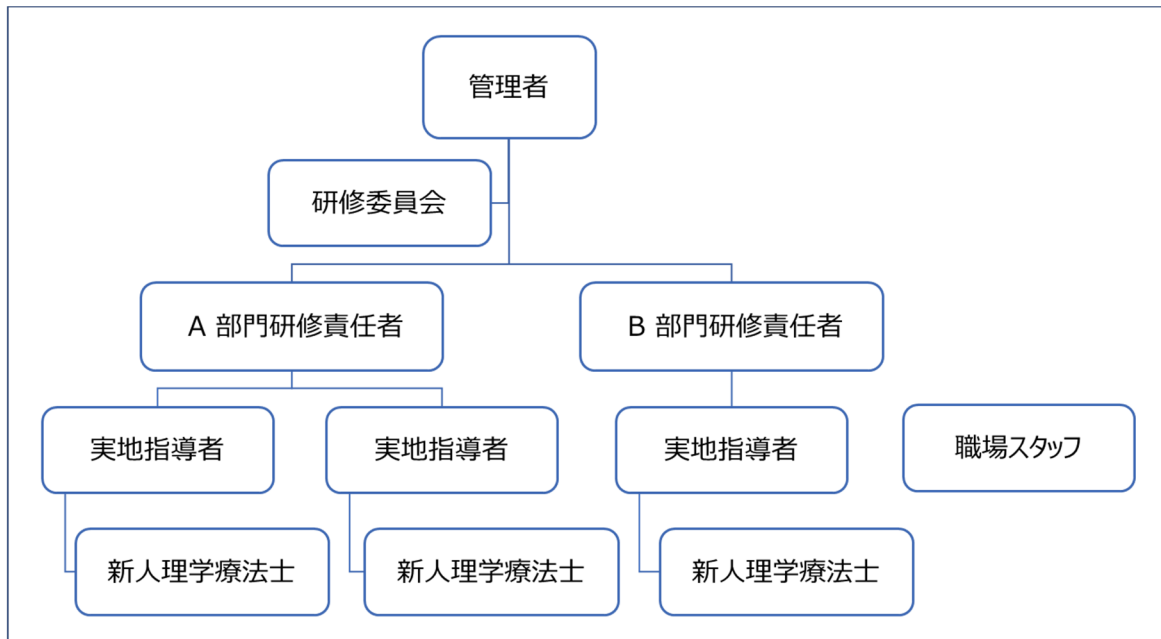 管理者
研修委員会
A 部門研修責任者
B 部門研修責任者
実地指導者
実地指導者
実地指導者
職場スタッフ
新人理学療法士
新人理学療法士
新人理学療法士